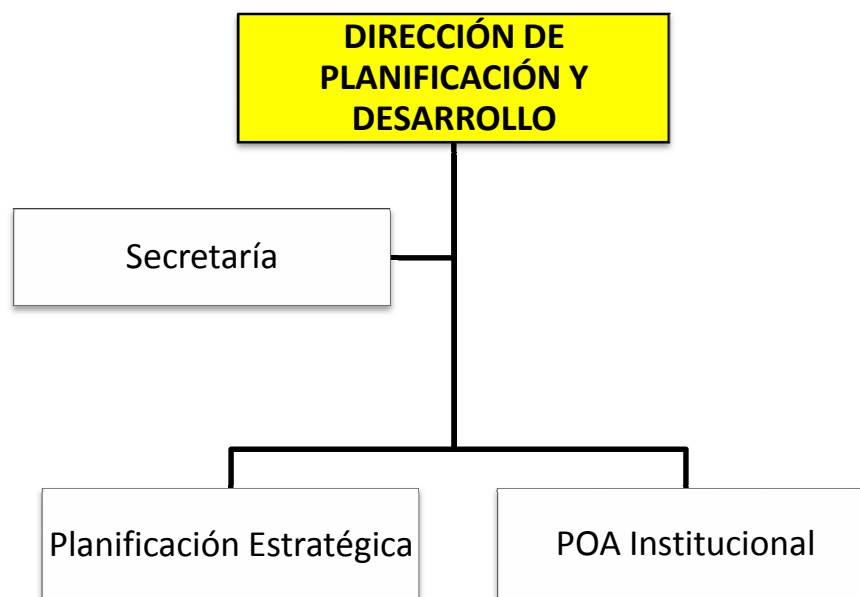 DIRECCIÓN DE
PLANIFICACIÓN Y
DESARROLLO
Secretaría
Planificación Estratégica
POA Institucional